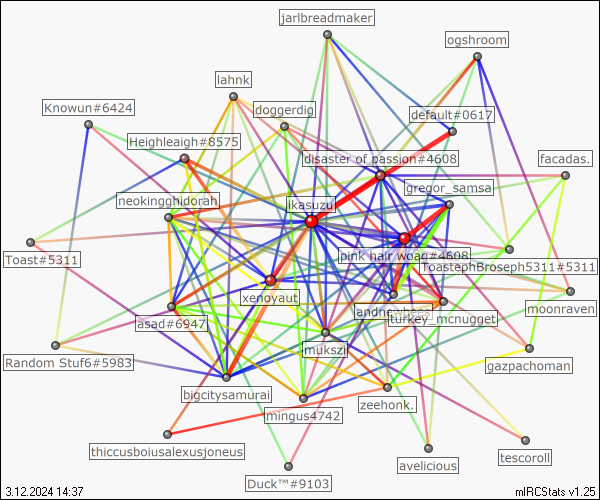 jarlbreadmaker
ogshroom
lahnk
Knowun#6424
doggerdig
default#0617
Heighleaigh#8575
disaster of passion#4608
facadas.
gregor_samsa
neokingghidorah
ikasuzu
Toast#5311
pink hair woag#4608
ToastephBroseph5311#5311
xenoyaut
andneyhess
moonraven
turkey_mcnugget
asad#6947
mukszi
Random Stuf6#5983
gazpachoman
bigcitysamurai
mingus4742
zeehonk.
thiccusboiusalexusjoneus
tescoroll
avelicious
Duck™#9103
3.12.2024 14:37
mIRCStats v1.25